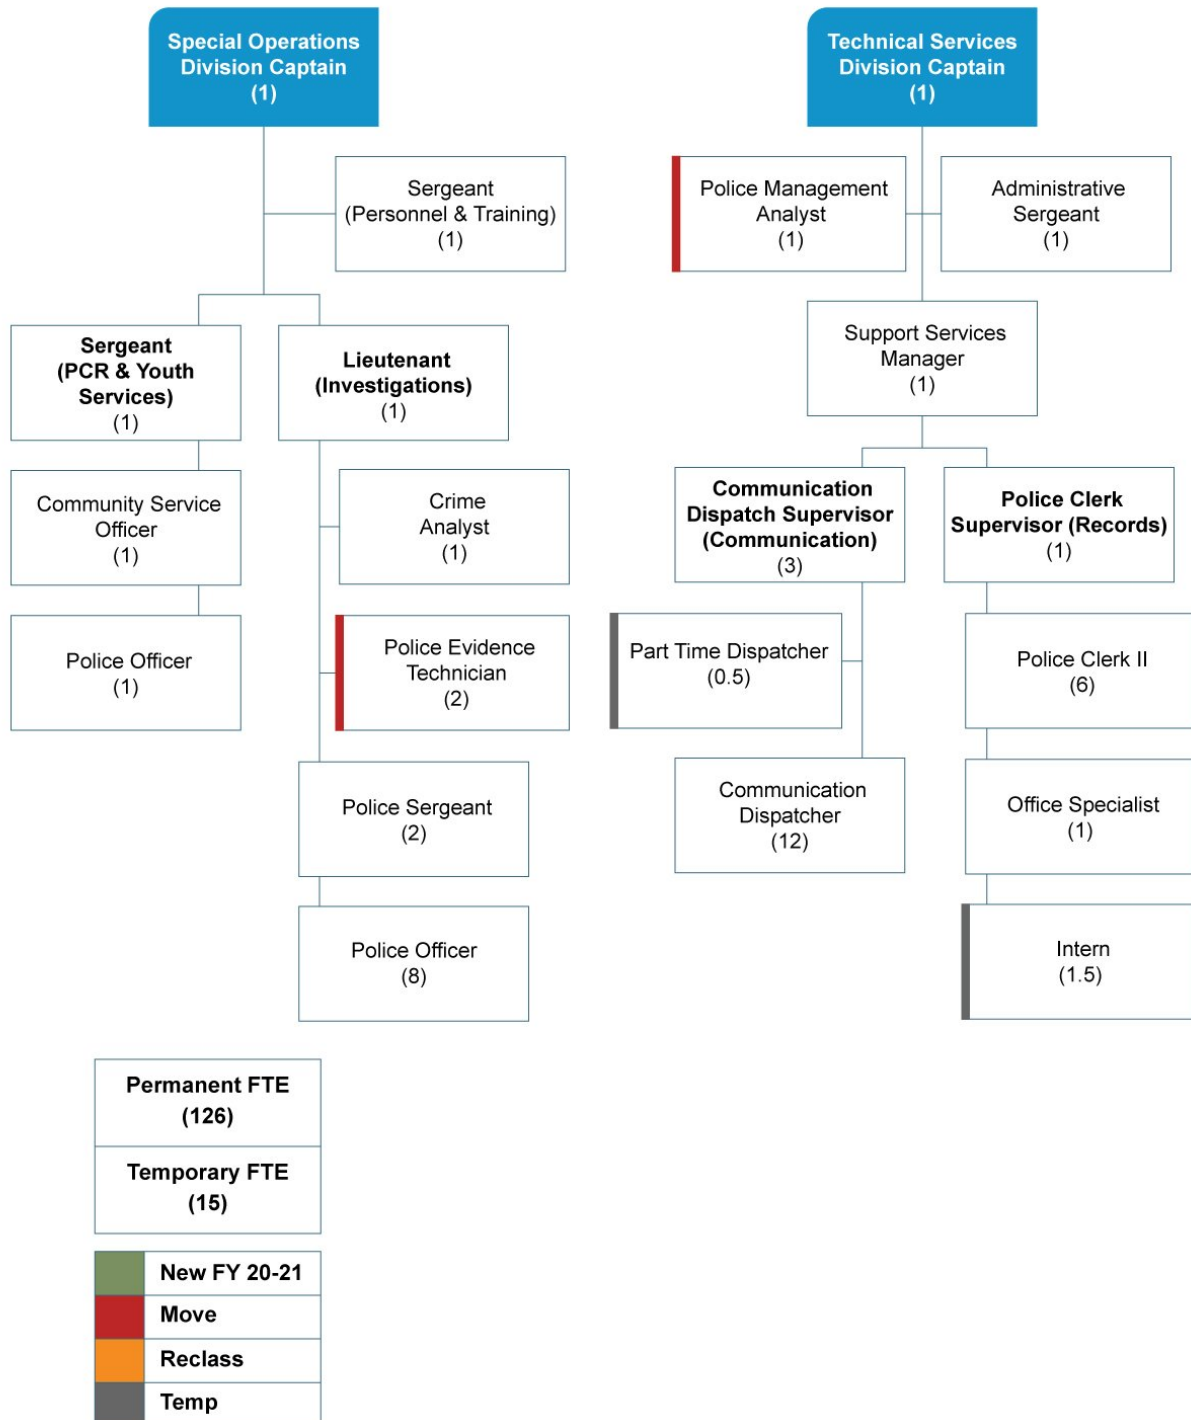 Special Operations
Division Captain
(1)
Sergeant
(Personnel & Training)
(1)
Sergeant
(PCR & Youth
Services)
(1)
Lieutenant
(Investigations)
(1)
Community Service
Officer
(1)
Crime
Analyst
(1)
Police Officer
(1)
Police Evidence
Technician
(2)
Police Sergeant
(2)
Police Officer
(8)
Technical Services
Division Captain
(1)
Police Management
Analyst
(1)
Administrative
Sergeant
(1)
Support Services
Manager
(1)
Communication
Dispatch Supervisor
(Communication)
(3)
Police Clerk
Supervisor (Records)
(1)
Part Time Dispatcher
(0.5)
Police Clerk II
(6)
Communication
Dispatcher
(12)
Office Specialist
(1)
Intern
(1.5)
Permanent FTE
(126)
Temporary FTE
(15)
New FY 20-21
Move
Reclass
Temp